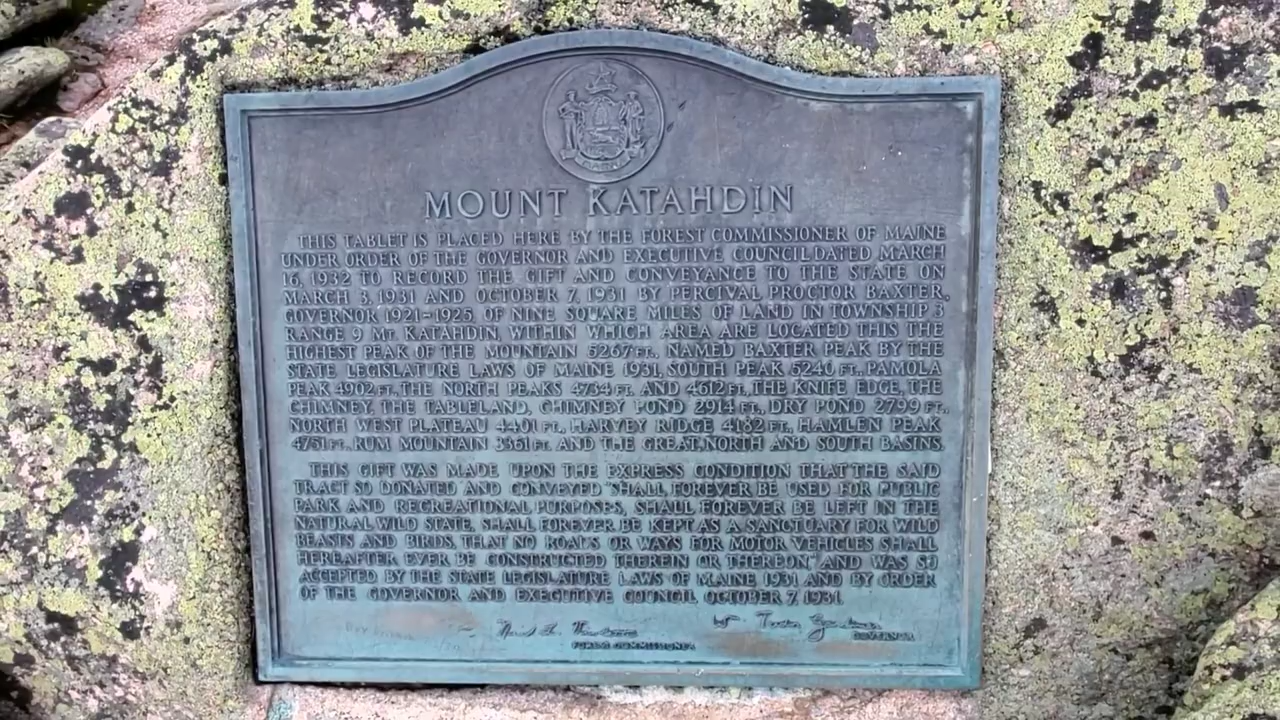 MOUNT KATAHDIN
THIS TABLET IS PLACED HERE BY THE FOREST COMMISSIONER OF MAINE
UNDER ORDER OF THE GOVERNOR AND EXECUTIVE COUNCIL DATED MARCH
16, 1932 TO RECORD THE GIFT AND CONVEYANCE TO THE STATE ON
MARCH 3, 1931 AND OCTOBER 7, 1931 BY PERCIVAL PROCTOR BAXTER,
GOVERNOR 1921-1925, OF NINE SQUARE MILES OF LAND IN TOWNSHIP 3
RANGE 9 MT. KATAHDIN, WITHIN WHICH AREA ARE LOCATED THIS THE
HIGHEST PEAK OF THE MOUNTAIN 5267 FT., NAMED BAXTER PEAK BY THE
STATE LEGISLATURE LAWS OF MAINE 1931, SOUTH PEAK 5240 FT., PAMOLA
PEAK 4902 FT., THE NORTH PEAKS 4734 FT. AND 4612 FT., THE KNIFE EDGE, THE
CHIMNEY, THE TABLELAND, CHIMNEY POND 2914 FT., DRY POND 2799 FT.,
NORTH WEST PLATEAU 4401 FT., HARVEY RIDGE 4182 FT., HAMLEN PEAK
4751 FT., RUM MOUNTAIN 3361 FT. AND THE GREAT, NORTH AND SOUTH BASINS.
THIS GIFT WAS MADE UPON THE EXPRESS CONDITION THAT THE SAID
TRACT SO DONATED AND CONVEYED "SHALL FOREVER BE USED FOR PUBLIC
PARK AND RECREATIONAL PURPOSES, SHALL FOREVER BE LEFT IN THE
NATURAL WILD STATE, SHALL FOREVER BE KEPT AS A SANCTUARY FOR WILD
BEASTS AND BIRDS, THAT NO ROADS OR WAYS FOR MOTOR VEHICLES SHALL
HEREAFTER EVER BE CONSTRUCTED THEREIN OR THEREON" AND WAS SO
ACCEPTED BY THE STATE LEGISLATURE LAWS OF MAINE 1931 AND BY ORDER
OF THE GOVERNOR AND EXECUTIVE COUNCIL, OCTOBER 7, 1931.
Wm Tudor Gardiner
FOREST COMMISSIONER
GOVERNOR